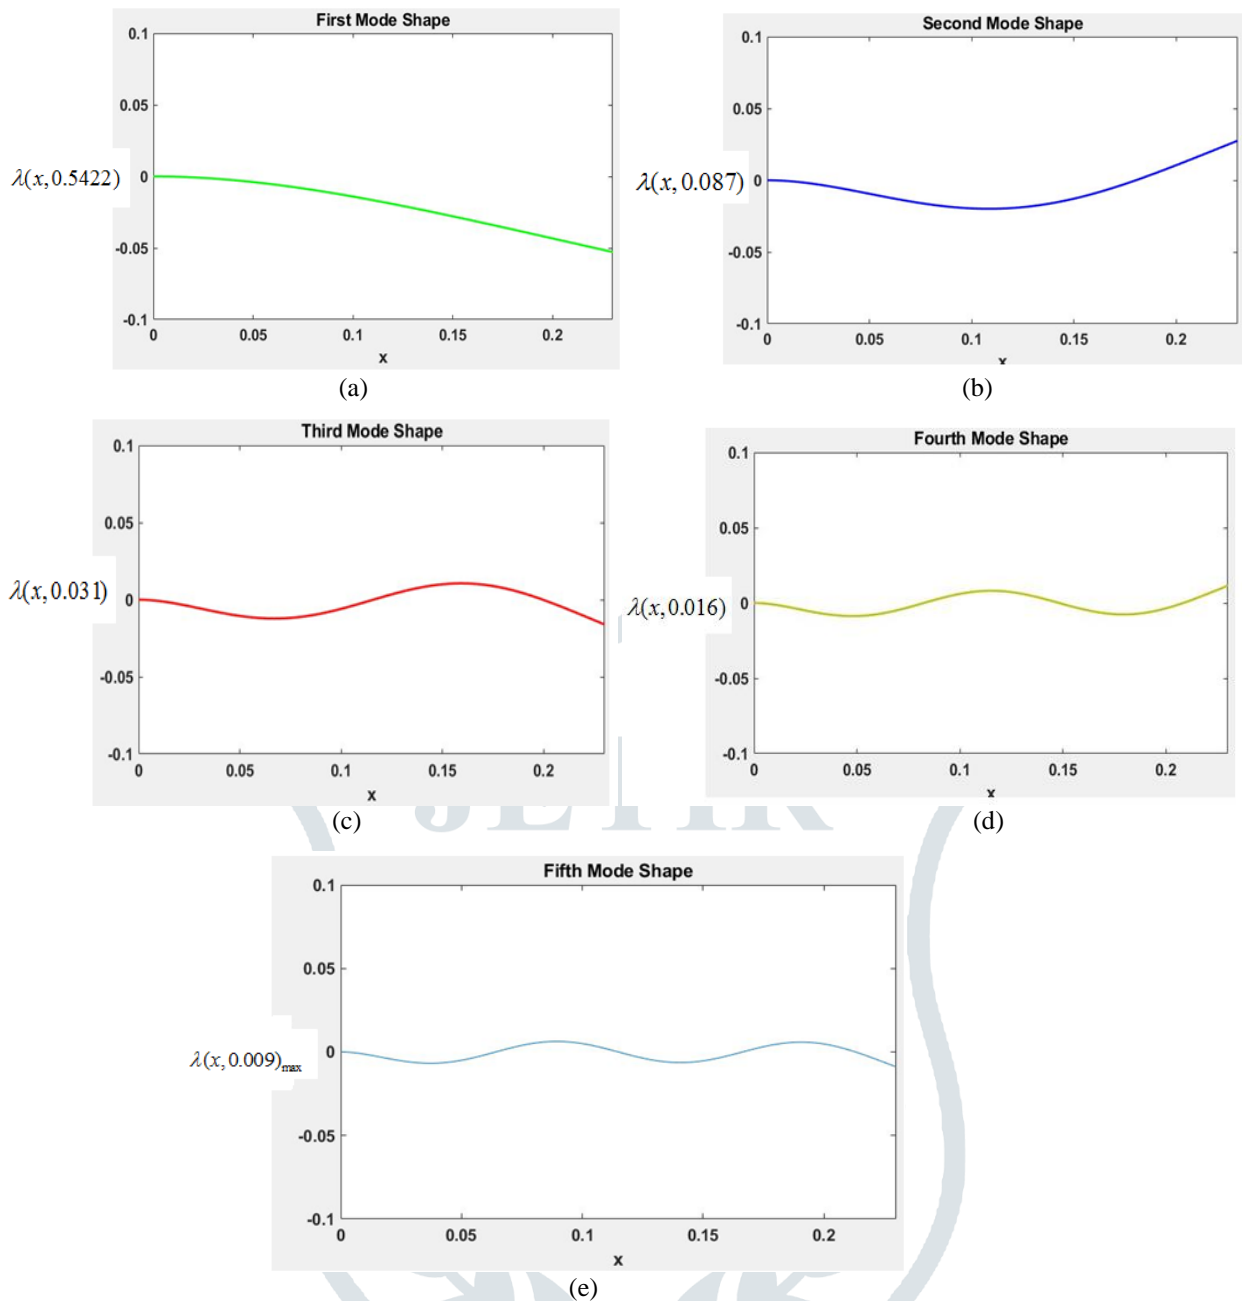 First Mode Shape
0.1
0.05
λ(x, 0.5422)
0
-0.05
-0.1
0
0.05
0.1
0.15
0.2
x
(a)
Second Mode Shape
0.1
0.05
λ(x, 0.087)
0
-0.05
-0.1
0
0.05
0.1
0.15
0.2
x
(b)
Third Mode Shape
0.1
0.05
λ(x, 0.031)
0
-0.05
-0.1
0
0.05
0.1
0.15
0.2
x
(c)
Fourth Mode Shape
0.1
0.05
λ(x, 0.016)
0
-0.05
-0.1
0
0.05
0.1
0.15
0.2
x
(d)
JETIR
Fifth Mode Shape
0.1
0.05
λ(x, 0.009)max
0
-0.05
-0.1
0
0.05
0.1
0.15
0.2
x
(e)